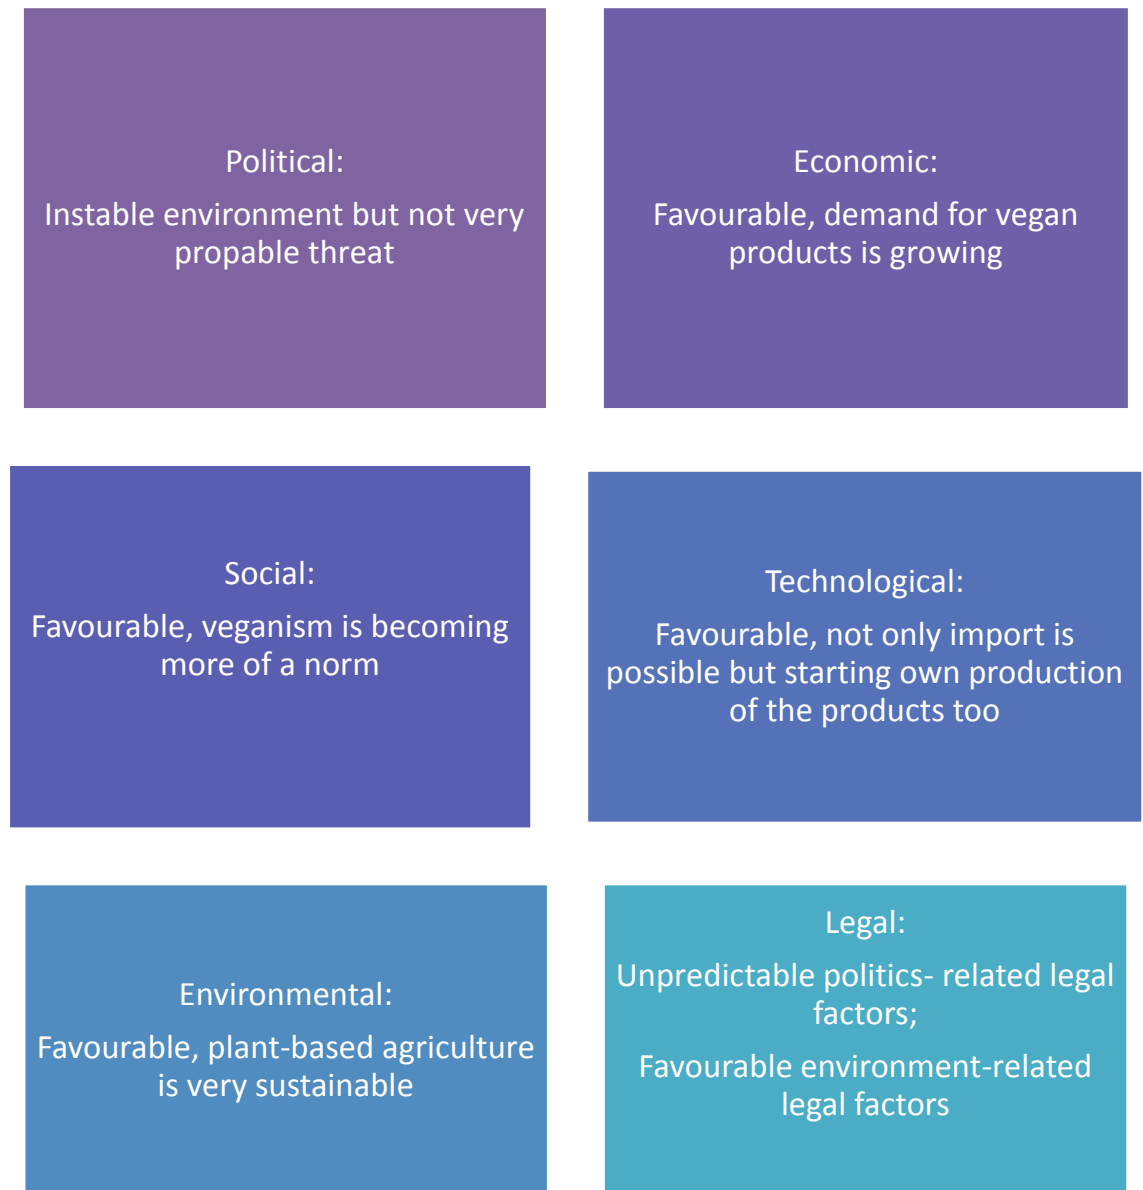 Political:
Instable environment but not very
propable threat
Economic:
Favourable, demand for vegan
products is growing
Social:
Favourable, veganism is becoming
more of a norm
Technological:
Favourable, not only import is
possible but starting own production
of the products too
Environmental:
Favourable, plant-based agriculture
is very sustainable
Legal:
Unpredictable politics- related legal
factors;
Favourable environment-related
legal factors